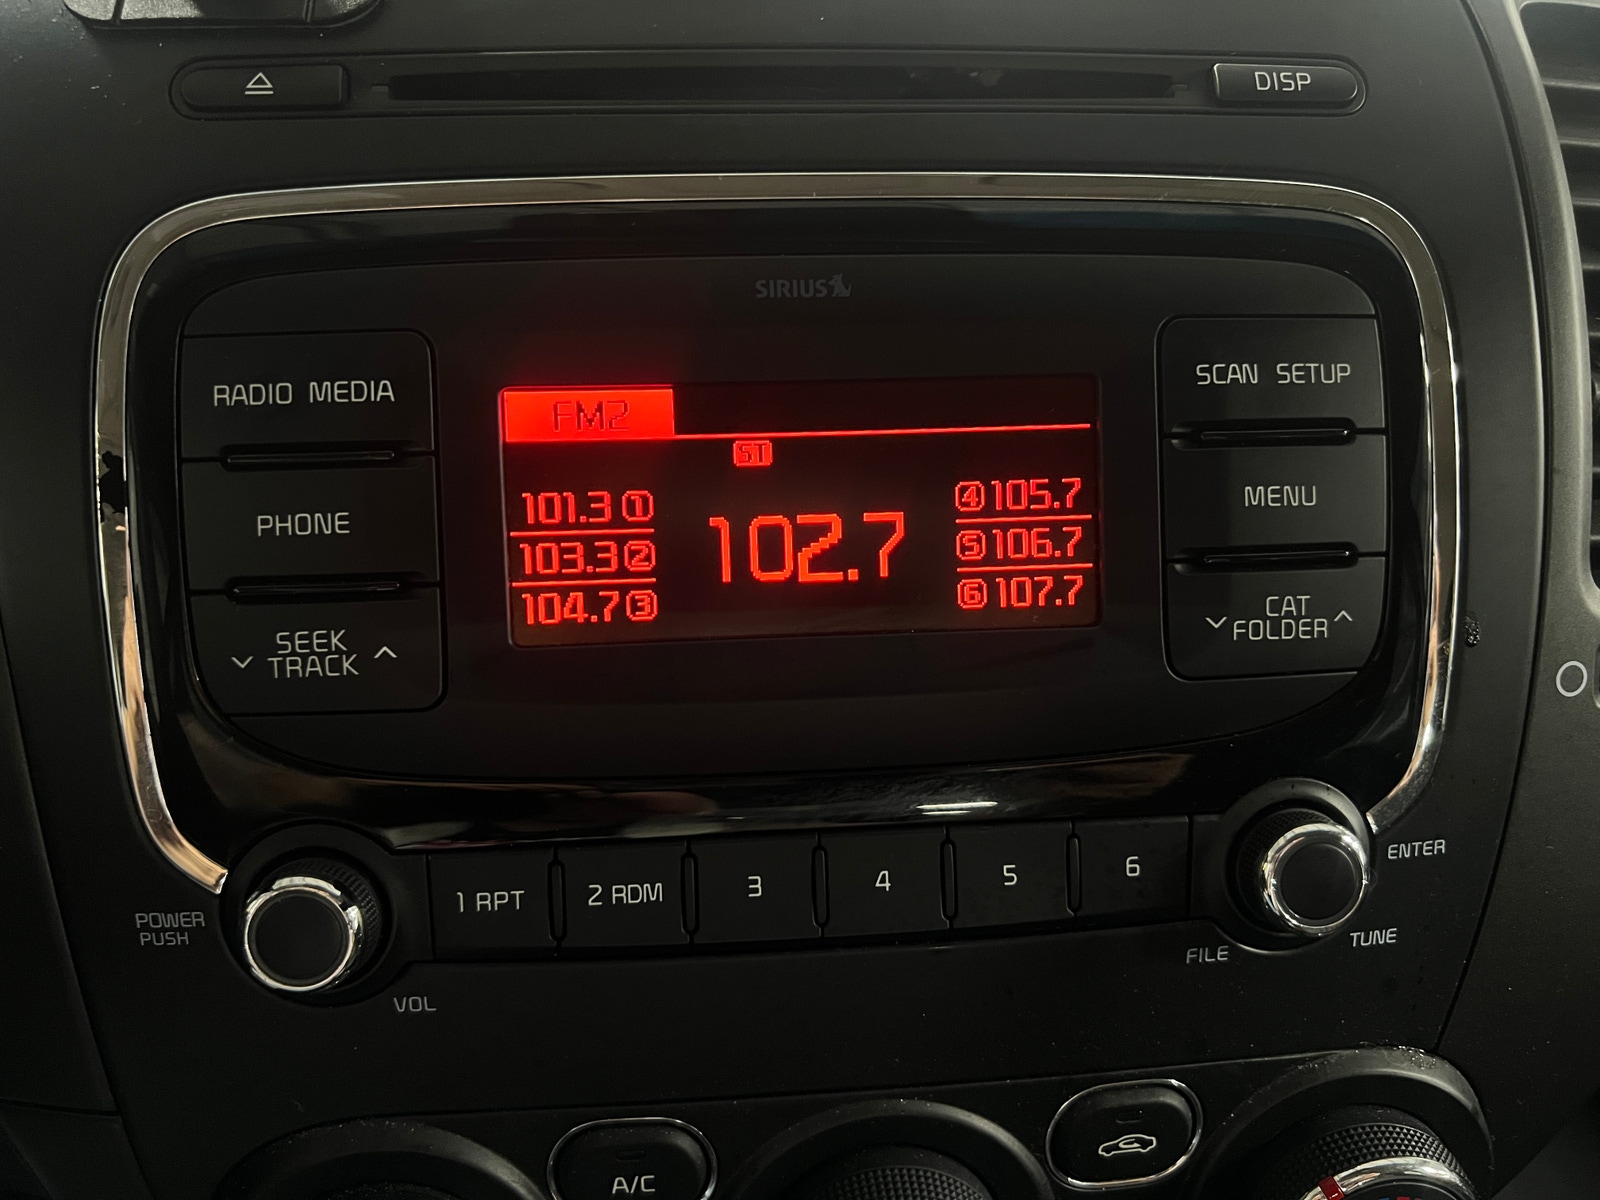 DISP
SIRIUS
RADIO MEDIA
SCAN SETUP
FM2
ST
PHONE
MENU
101.3 1
103.3 2
104.7 3
102.7
4 105.7
5 106.7
6 107.7
SEEK
TRACK
CAT
FOLDER
POWER
PUSH
VOL
1 RPT
2 RDM
3
4
5
6
ENTER
TUNE
FILE
A/C